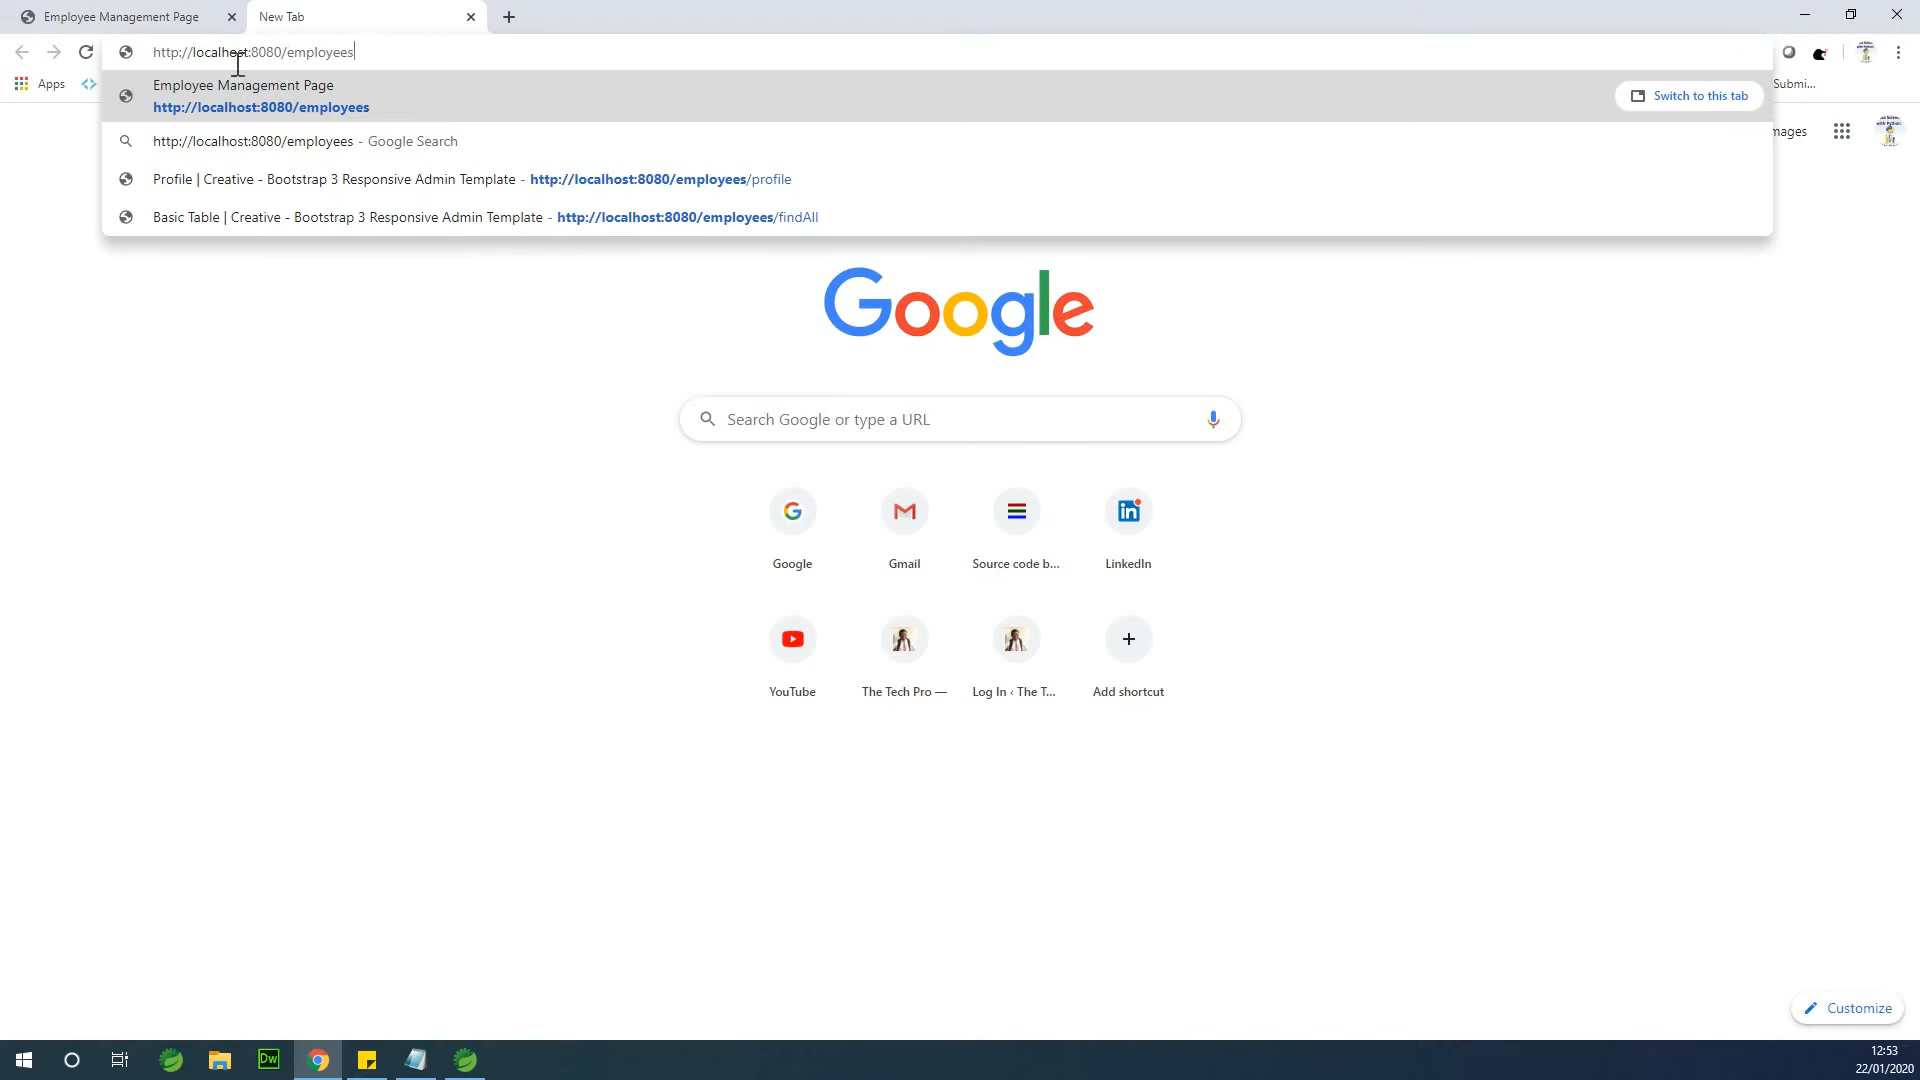 Employee Management Page
New Tab
http://localhost:8080/employees
Employee Management Page
http://localhost:8080/employees
Switch to this tab
http://localhost:8080/employees - Google Search
Profile | Creative - Bootstrap 3 Responsive Admin Template - http://localhost:8080/employees/profile
Basic Table | Creative - Bootstrap 3 Responsive Admin Template - http://localhost:8080/employees/findAll
Apps
Submi...
mages
Google
Search Google or type a URL
Google
Gmail
Source code b...
LinkedIn
YouTube
The Tech Pro —
Log In ‹ The T...
Add shortcut
Customize
Dw
12:53
22/01/2020